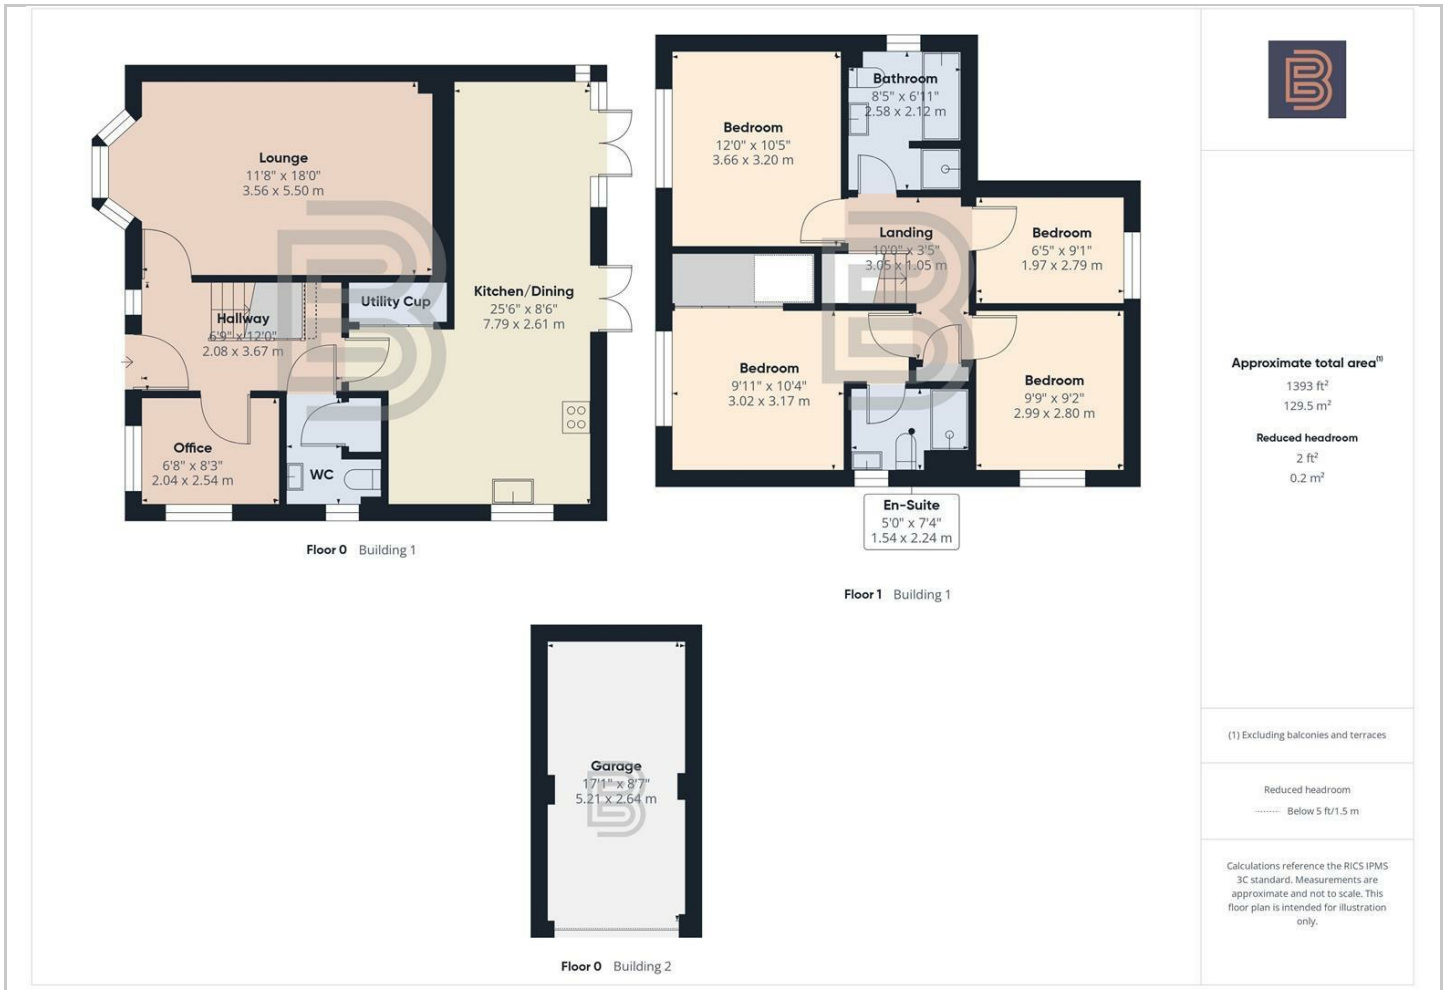 Lounge
11'8" x 18'0"
3.56 x 5.50 m
Kitchen/Dining
25'6" x 8'6"
7.79 x 2.61 m
Utility Cup
Hallway
6'9" x 12'0"
2.08 x 3.67 m
Office
6'8" x 8'3"
2.04 x 2.54 m
WC
Floor 0 Building 1
Bedroom
12'0" x 10'5"
3.66 x 3.20 m
Bathroom
8'5" x 6'11"
2.58 x 2.12 m
Landing
10'0" x 3'5"
3.05 x 1.05 m
Bedroom
6'5" x 9'1"
1.97 x 2.79 m
Bedroom
9'11" x 10'4"
3.02 x 3.17 m
Bedroom
9'9" x 9'2"
2.99 x 2.80 m
En-Suite
5'0" x 7'4"
1.54 x 2.24 m
Floor 1 Building 1
Garage
17'1" x 8'7"
5.21 x 2.64 m
Floor 0 Building 2
B
Approximate total area(1)
1393 ft²
129.5 m²
Reduced headroom
2 ft²
0.2 m²
(1) Excluding balconies and terraces
Reduced headroom
Below 5 ft/1.5 m
Calculations reference the RICS IPMS
3C standard. Measurements are
approximate and not to scale. This
floor plan is intended for illustration
only.